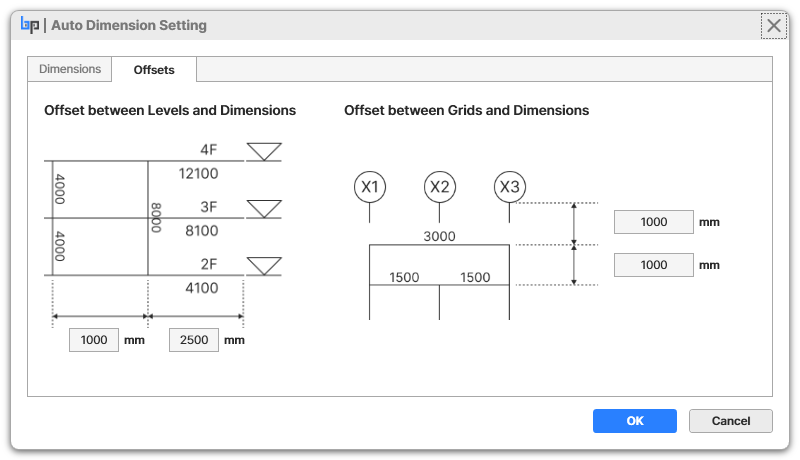 bp | Auto Dimension Setting
Dimensions Offsets
Offset between Levels and Dimensions
4F
12100
4000
3F
8000
8100
4000
2F
4100
1000 mm 2500 mm
Offset between Grids and Dimensions
X1 X2 X3
1000 mm
3000
1000 mm
1500 1500
OK Cancel